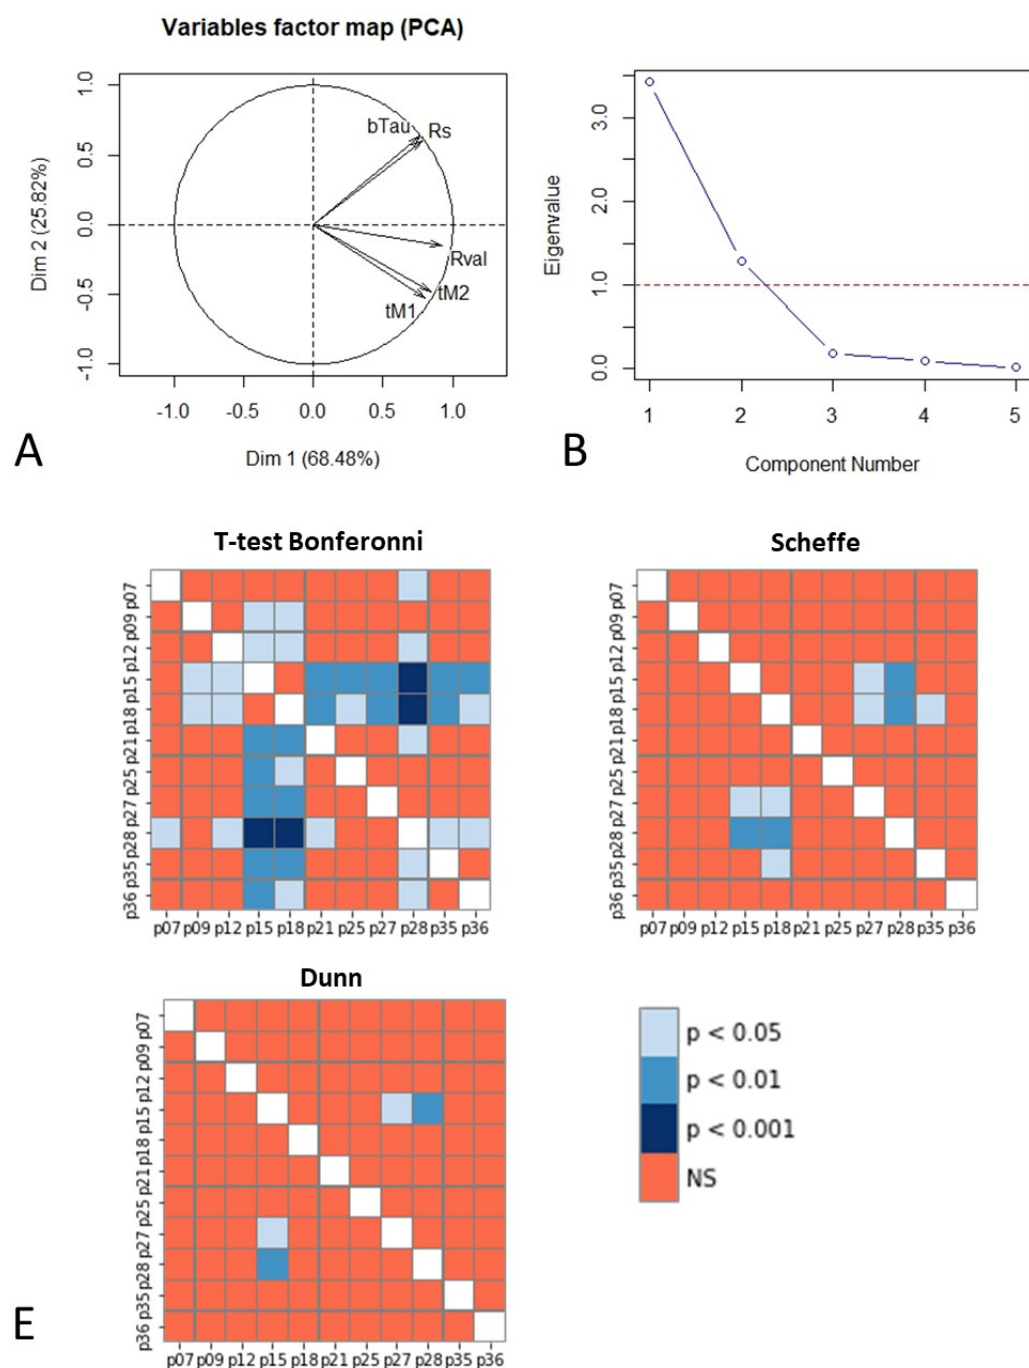 Variables factor map (PCA)
Dim 2 (25.82%)
1.0
0.5
0.0
-0.5
-1.0
bTau
Rs
Rval
tM2
tM1
-1.0 -0.5 0.0 0.5 1.0
Dim 1 (68.48%)
A
Eigenvalue
3.0
2.0
1.0
0.0
1 2 3 4 5
Component Number
B
T-test Bonferonni
p07
p09
p12
p15
p18
p21
p25
p27
p28
p35
p36
p07 p09 p12 p15 p18 p21 p25 p27 p28 p35 p36
Scheffe
p07
p09
p12
p15
p18
p21
p25
p27
p28
p35
p36
p07 p09 p12 p15 p18 p21 p25 p27 p28 p35 p36
Dunn
p07
p09
p12
p15
p18
p21
p25
p27
p28
p35
p36
p07 p09 p12 p15 p18 p21 p25 p27 p28 p35 p36
p < 0.05
p < 0.01
p < 0.001
NS
E